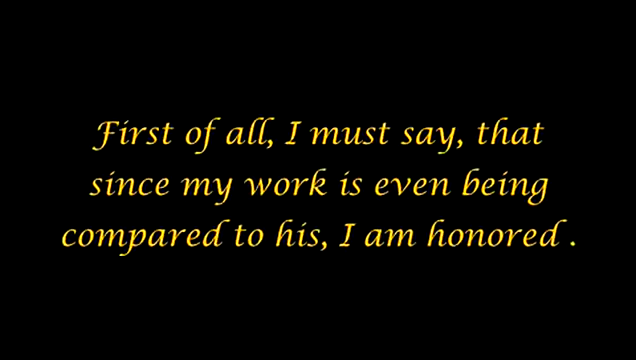 First of all, I must say, that
since my work is even being
compared to his, I am honored .